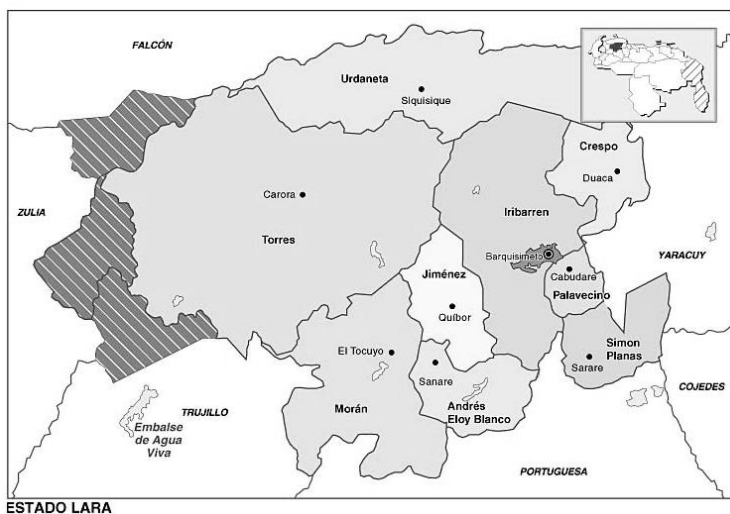 FALCÓN
Urdaneta
Siquisique
Crespo
Duaca
Carora
Iribarren
ZULIA
Torres
Barquisimeto
YARACUY
Jiménez
Cabudare
Palavecino
Quíbor
Simon
Planas
El Tocuyo
Sanare
Sarare
COJEDES
Morán
Andrés
Eloy Blanco
TRUJILLO
Embalse
de Agua
Viva
PORTUGUESA
ESTADO LARA